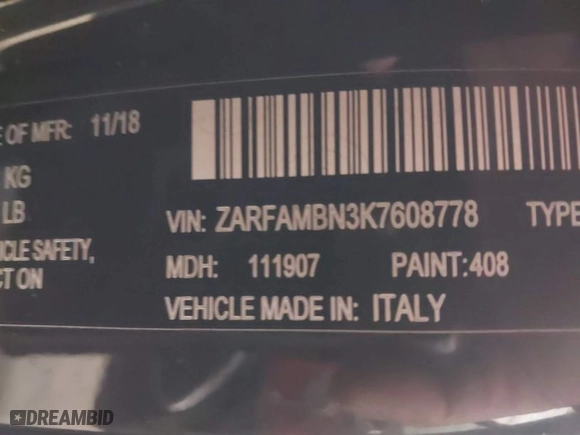 E OF MFR: 11/18
KG
LB
VIN: ZARFAMBN3K7608778 TYPE
CLE SAFETY,
MDH: 111907 PAINT:408
CT ON
VEHICLE MADE IN: ITALY
DREAMBID